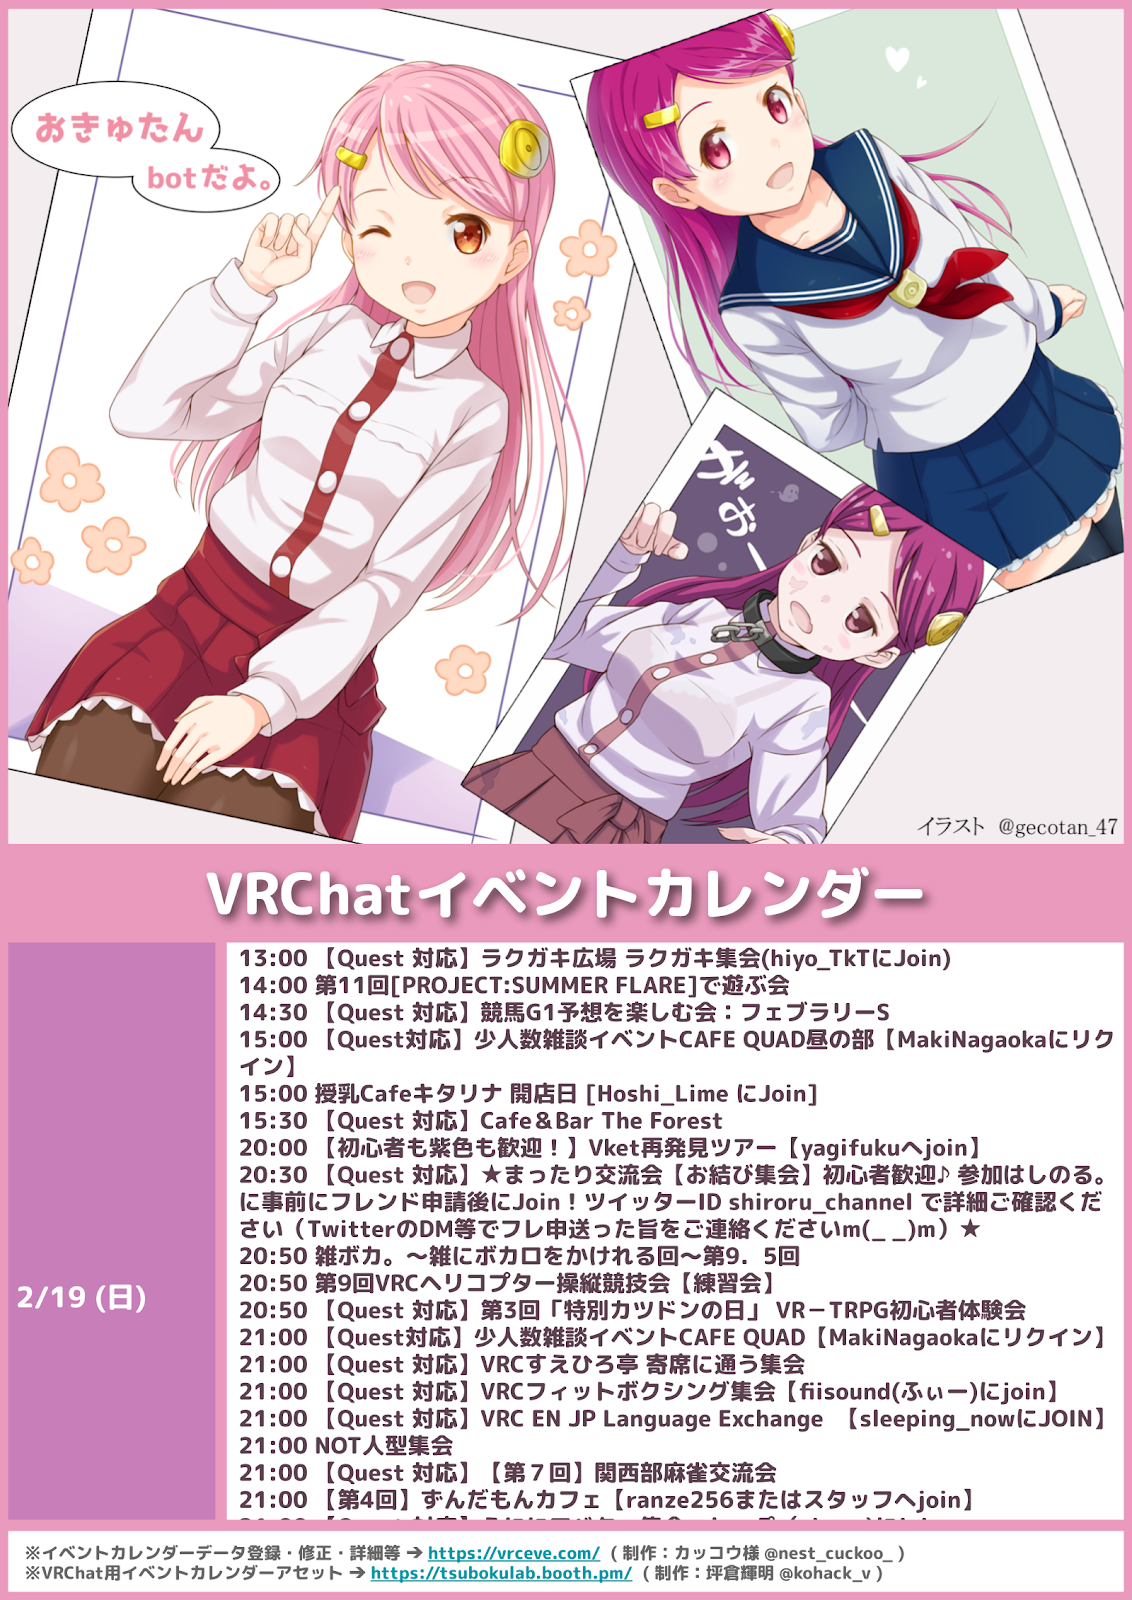 おきゅたん
botだよ。
がおー
イラスト @gecotan_47
VRChatイベントカレンダー
2/19 (日)
13:00 【Quest 対応】ラクガキ広場 ラクガキ集会(hiyo_TkTにJoin)
14:00 第11回[PROJECT:SUMMER FLARE]で遊ぶ会
14:30 【Quest 対応】競馬G1予想を楽しむ会：フェブラリーS
15:00 【Quest対応】少人数雑談イベントCAFE QUAD昼の部【MakiNagaokaにリク
イン】
15:00 授乳Cafeキタリナ 開店日 [Hoshi_Lime にJoin]
15:30 【Quest 対応】Cafe＆Bar The Forest
20:00 【初心者も紫色も歓迎！】Vket再発見ツアー【yagifukuへjoin】
20:30 【Quest 対応】★まったり交流会【お結び集会】初心者歓迎♪ 参加はしのる。
に事前にフレンド申請後にJoin！ツイッターID shiroru_channel で詳細ご確認くだ
さい（TwitterのDM等でフレ申送った旨をご連絡くださいm(_ _)m）★
20:50 雑ボカ。～雑にボカロをかけれる回～第9．5回
20:50 第9回VRCヘリコプター操縦競技会【練習会】
20:50 【Quest 対応】第3回「特別カツドンの日」 VR－TRPG初心者体験会
21:00 【Quest対応】少人数雑談イベントCAFE QUAD【MakiNagaokaにリクイン】
21:00 【Quest 対応】VRCすえひろ亭 寄席に通う集会
21:00 【Quest 対応】VRCフィットボクシング集会【fiisound(ふぃー)にjoin】
21:00 【Quest 対応】VRC EN JP Language Exchange 【sleeping_nowにJOIN】
21:00 NOT人型集会
21:00 【Quest 対応】【第７回】関西部麻雀交流会
21:00 【第4回】ずんだもんカフェ【ranze256またはスタッフへjoin】
※イベントカレンダーデータ登録・修正・詳細等 ➔ https://vrceve.com/ ( 制作：カッコウ様 @nest_cuckoo_ )
※VRChat用イベントカレンダーアセット ➔ https://tsubokulab.booth.pm/ ( 制作：坪倉輝明 @kohack_v )